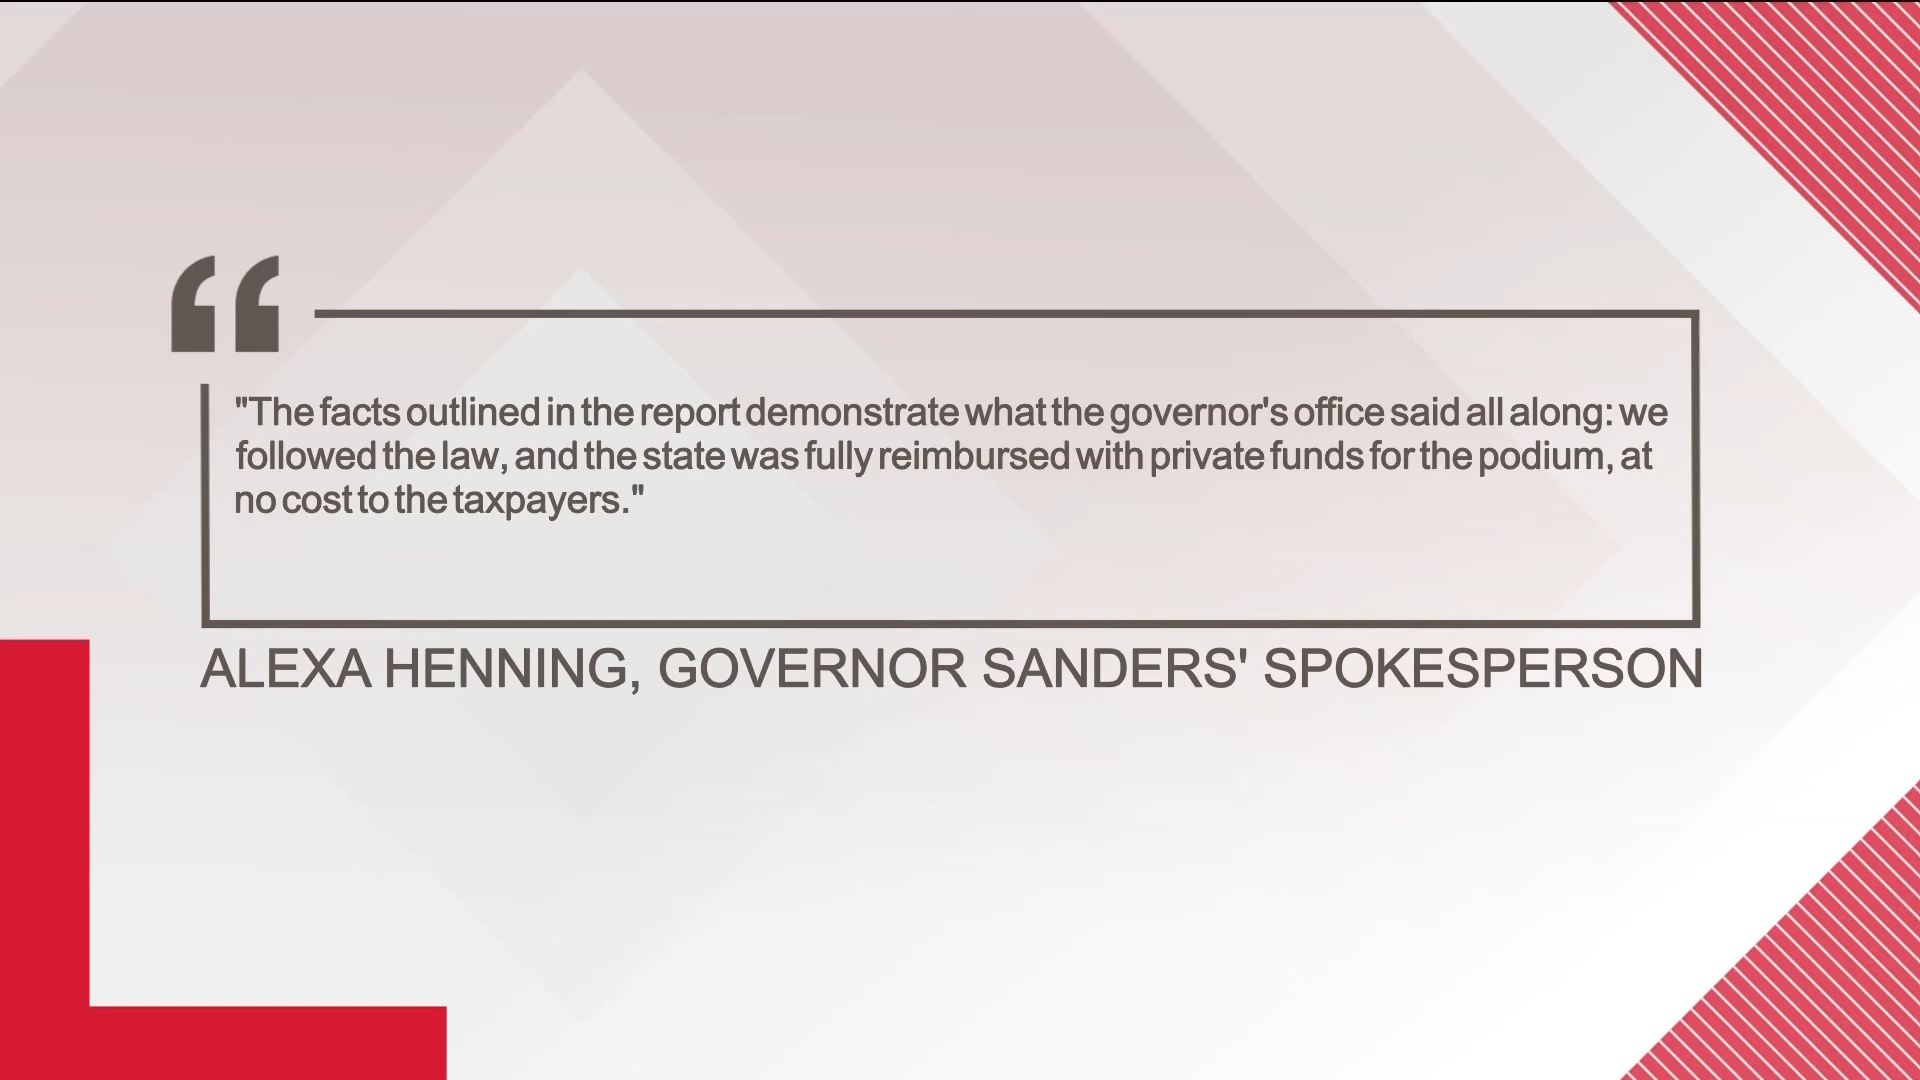 "The facts outlined in the report demonstrate what the governor's office said all along: we
followed the law, and the state was fully reimbursed with private funds for the podium, at
no cost to the taxpayers."
ALEXA HENNING, GOVERNOR SANDERS' SPOKESPERSON